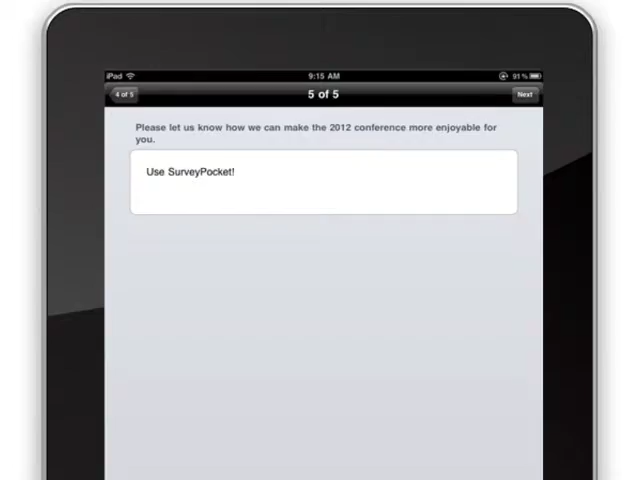 iPad 9:15 AM 91%
4 of 5 5 of 5 Next
Please let us know how we can make the 2012 conference more enjoyable for
you.
Use SurveyPocket!